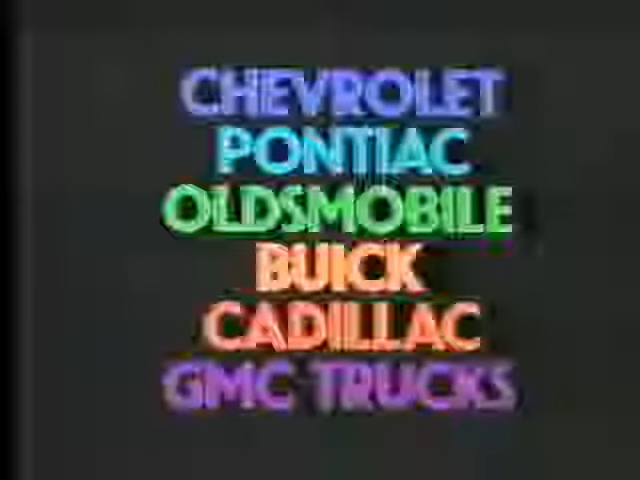 CHEVROLET
PONTIAC
OLDSMOBILE
BUICK
CADILLAC
GMC TRUCKS